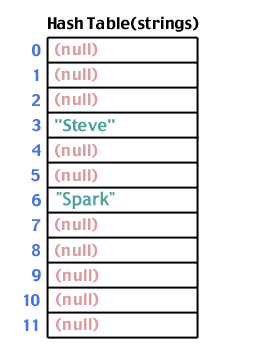 Hash Table(strings)
0 (null)
1 (null)
2 (null)
3 "Steve"
4 (null)
5 (null)
6 "Spark"
7 (null)
8 (null)
9 (null)
10 (null)
11 (null)